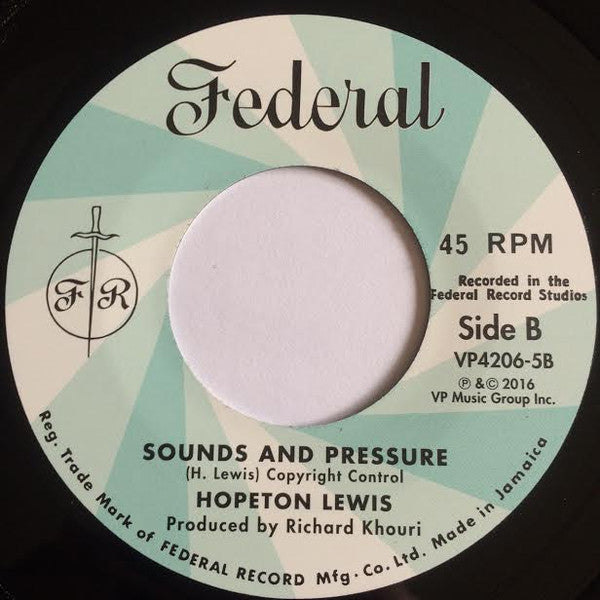 Federal
F R
45 RPM
Recorded in the
Federal Record Studios
Side B
VP4206-5B
℗ & © 2016
VP Music Group Inc.
SOUNDS AND PRESSURE
(H. Lewis) Copyright Control
HOPETON LEWIS
Produced by Richard Khouri
Reg. Trade Mark of FEDERAL RECORD Mfg. Co. Ltd. Made in Jamaica